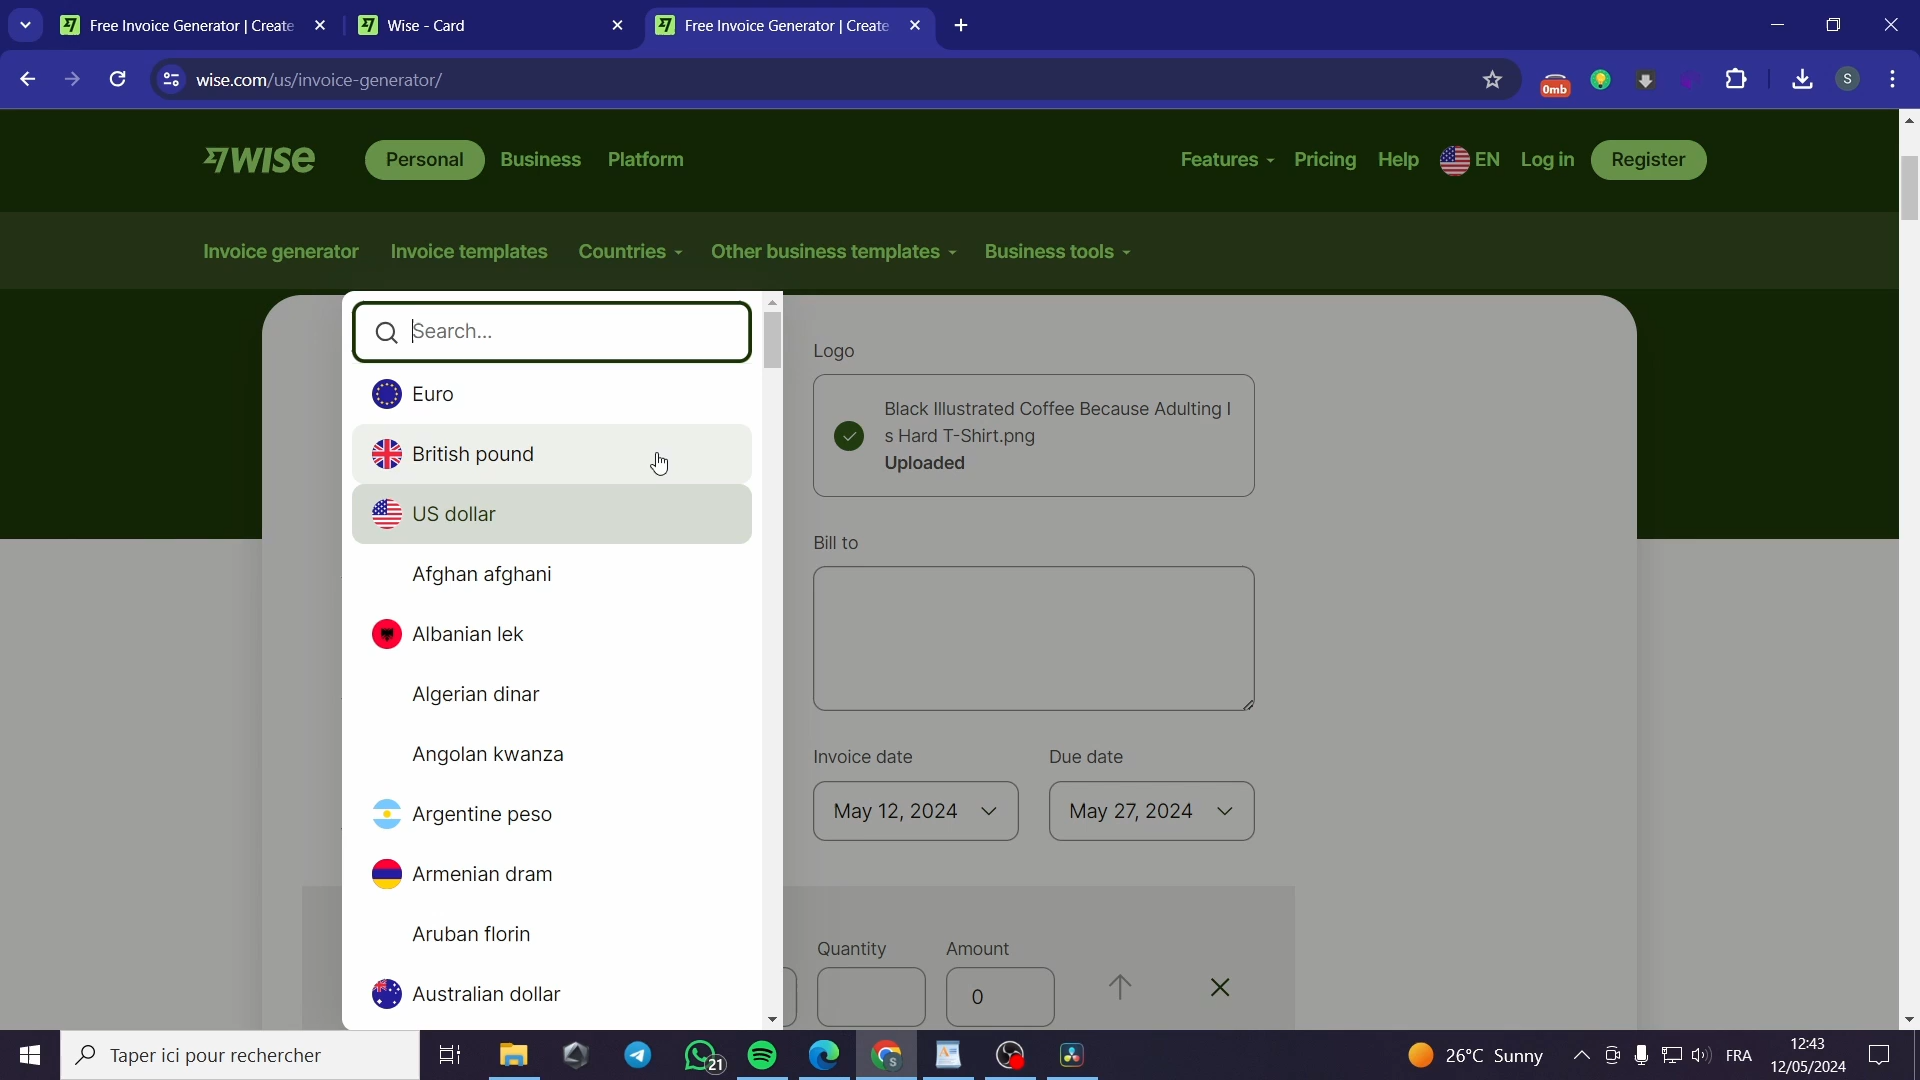 Free Invoice Generator | Create
Wise - Card
Free Invoice Generator | Create
wise.com/us/invoice-generator/
0mb
S
WISE
Personal
Business
Platform
Features
Pricing
Help
EN
Log in
Register
Invoice generator
Invoice templates
Countries
Other business templates
Business tools
Search...
Euro
British pound
US dollar
Afghan afghani
Albanian lek
Algerian dinar
Angolan kwanza
Argentine peso
Armenian dram
Aruban florin
Australian dollar
Logo
Black Illustrated Coffee Because Adulting I
s Hard T-Shirt.png
Uploaded
Bill to
Invoice date
Due date
May 12, 2024
May 27, 2024
Quantity
Amount
0
Taper ici pour rechercher
21
S
26°C Sunny
FRA
12:43
12/05/2024